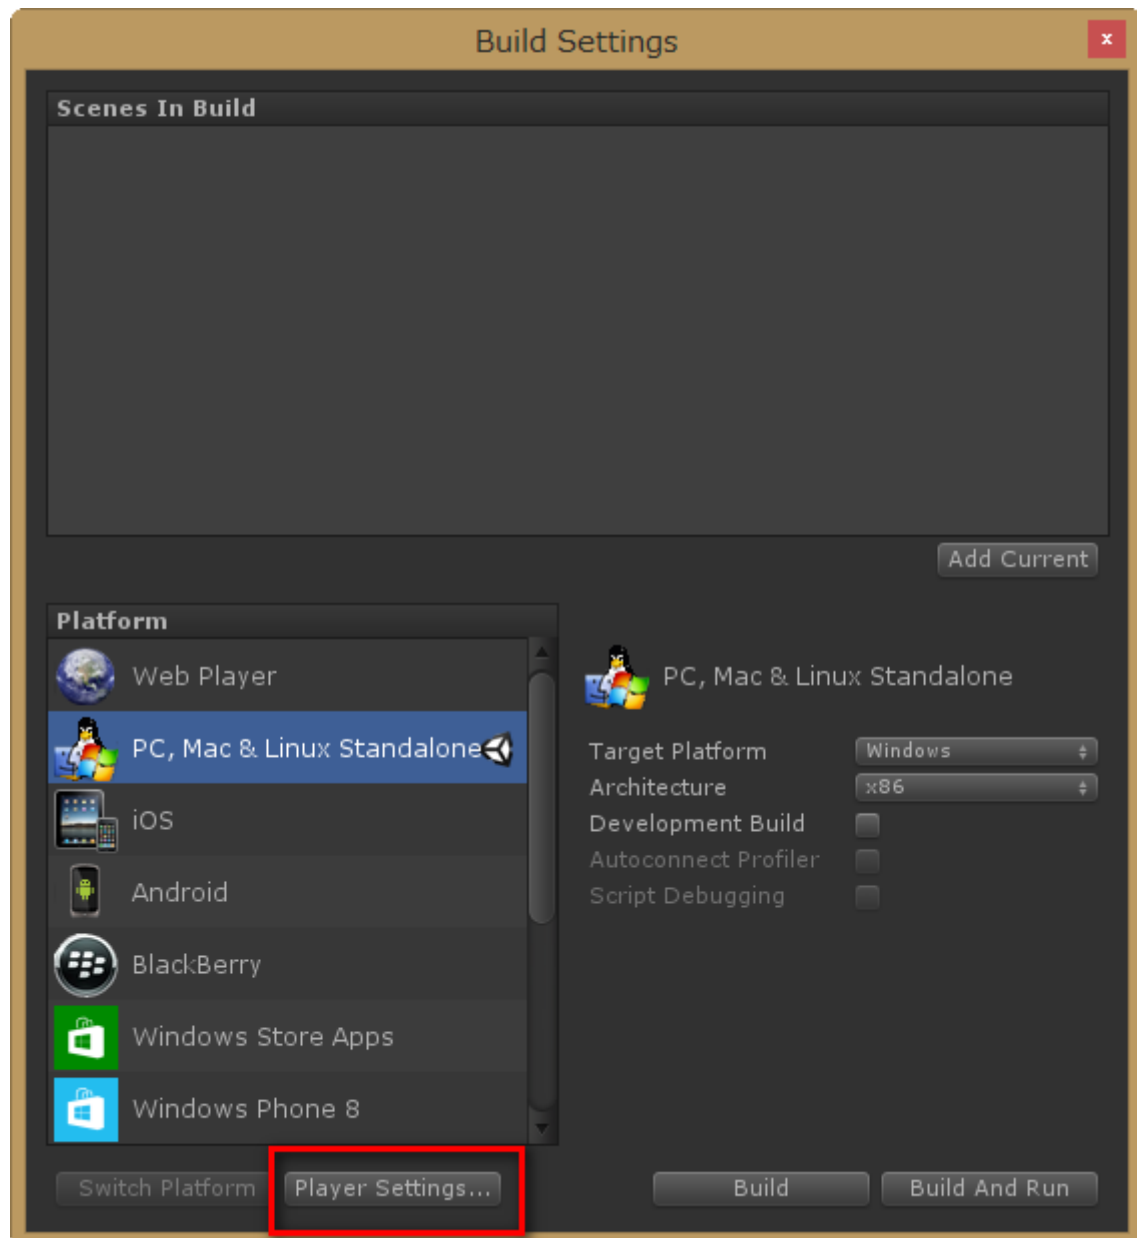 Build Settings
x
Scenes In Build
Add Current
Platform
Web Player
PC, Mac & Linux Standalone
iOS
Android
BlackBerry
Windows Store Apps
Windows Phone 8
PC, Mac & Linux Standalone
Target Platform Windows
Architecture x86
Development Build
Autoconnect Profiler
Script Debugging
Switch Platform Player Settings... Build Build And Run